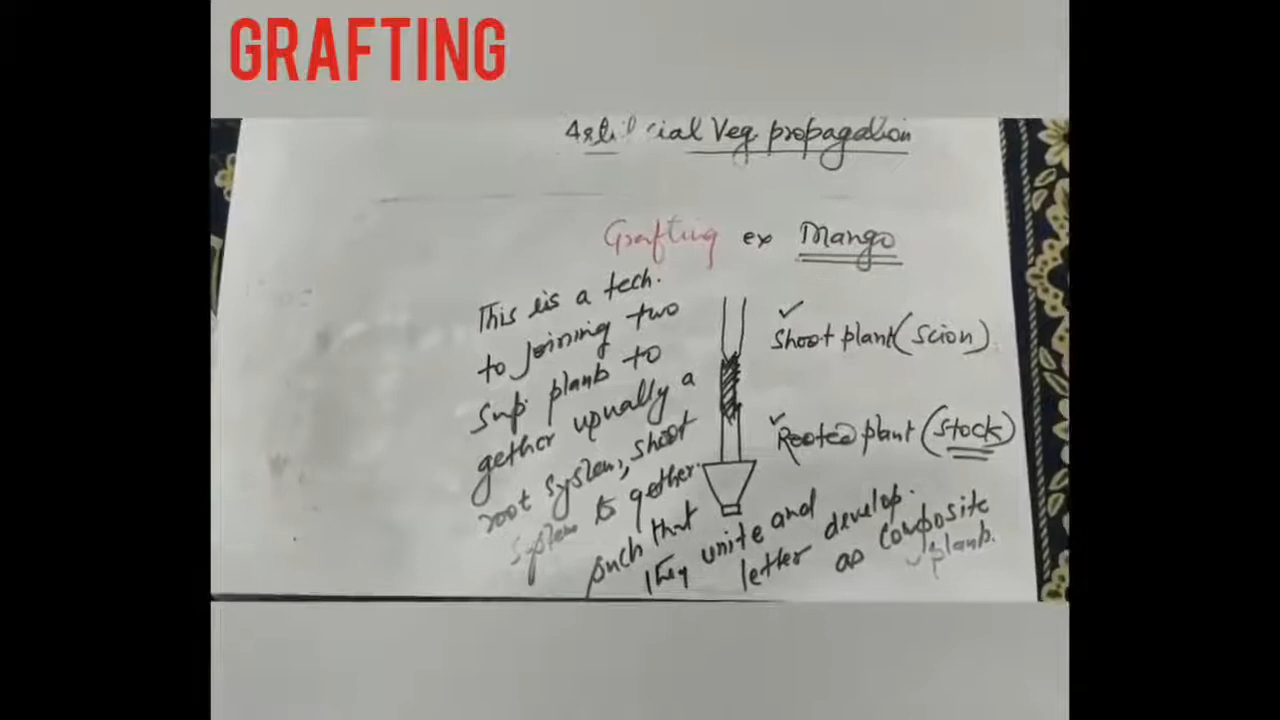 GRAFTING
Artificial Veg propagation
Grafting ex Mango
This is a tech.
to joining two
sup. plants to
gether usually a
root system, shoot
system to gether
such that
they unite and
letter develop.
as composite
plants.
Shoot plant (scion)
Rooted plant (stock)